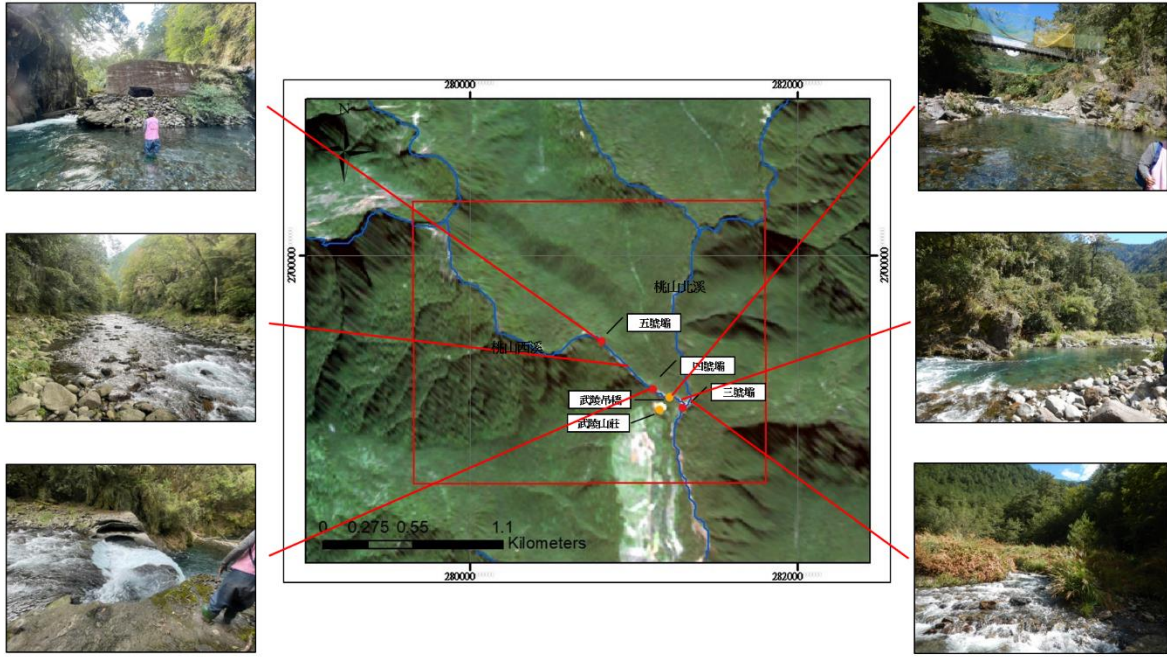 280000
282000
N
2700000
2700000
桃山北溪
五號壩
桃山西溪
四號壩
武陵吊橋
三號壩
武陵山莊
0 0.275 0.55 1.1
Kilometers
280000
282000